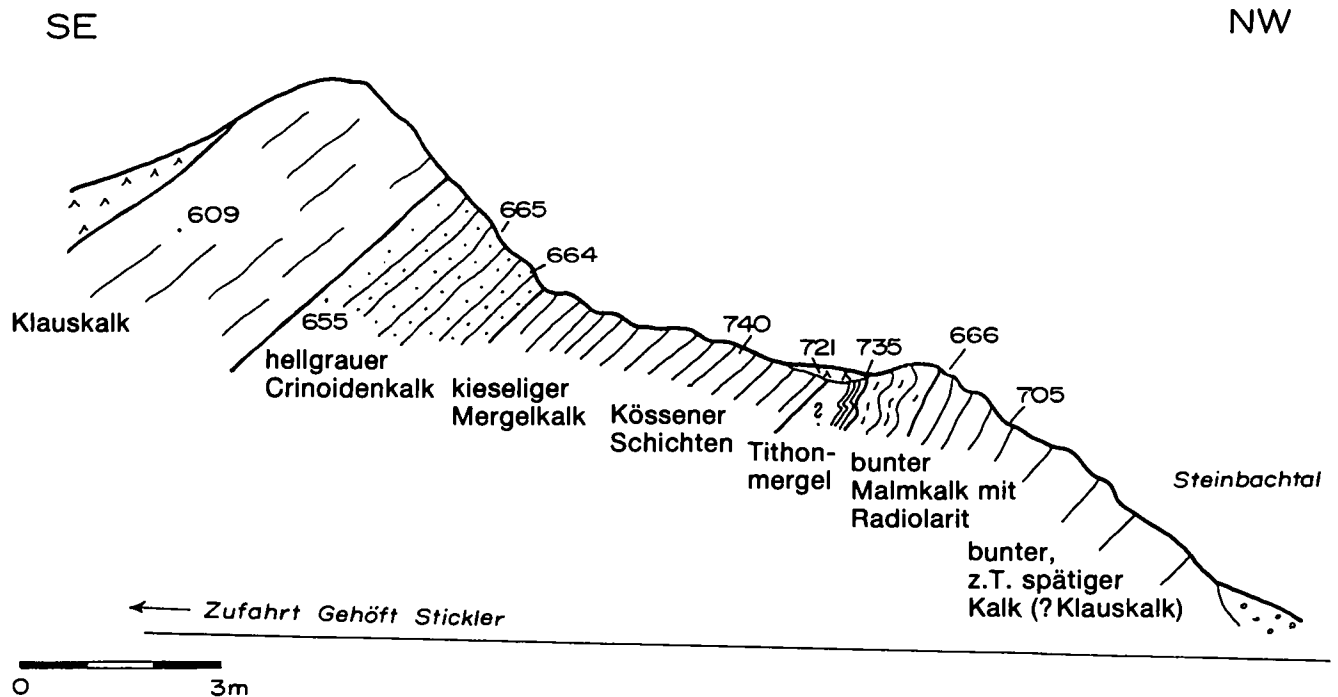 SE
NW
609
665
664
655
740
721
735
666
705
Klauskalk
hellgrauer
Crinoidenkalk
kieseliger
Mergelkalk
Kössener
Schichten
?
Tithon-
mergel
bunter
Malmkalk mit
Radiolarit
Steinbachtal
bunter,
z.T. spätiger
Kalk (?Klauskalk)
Zufahrt Gehöft Stickler
0 3m